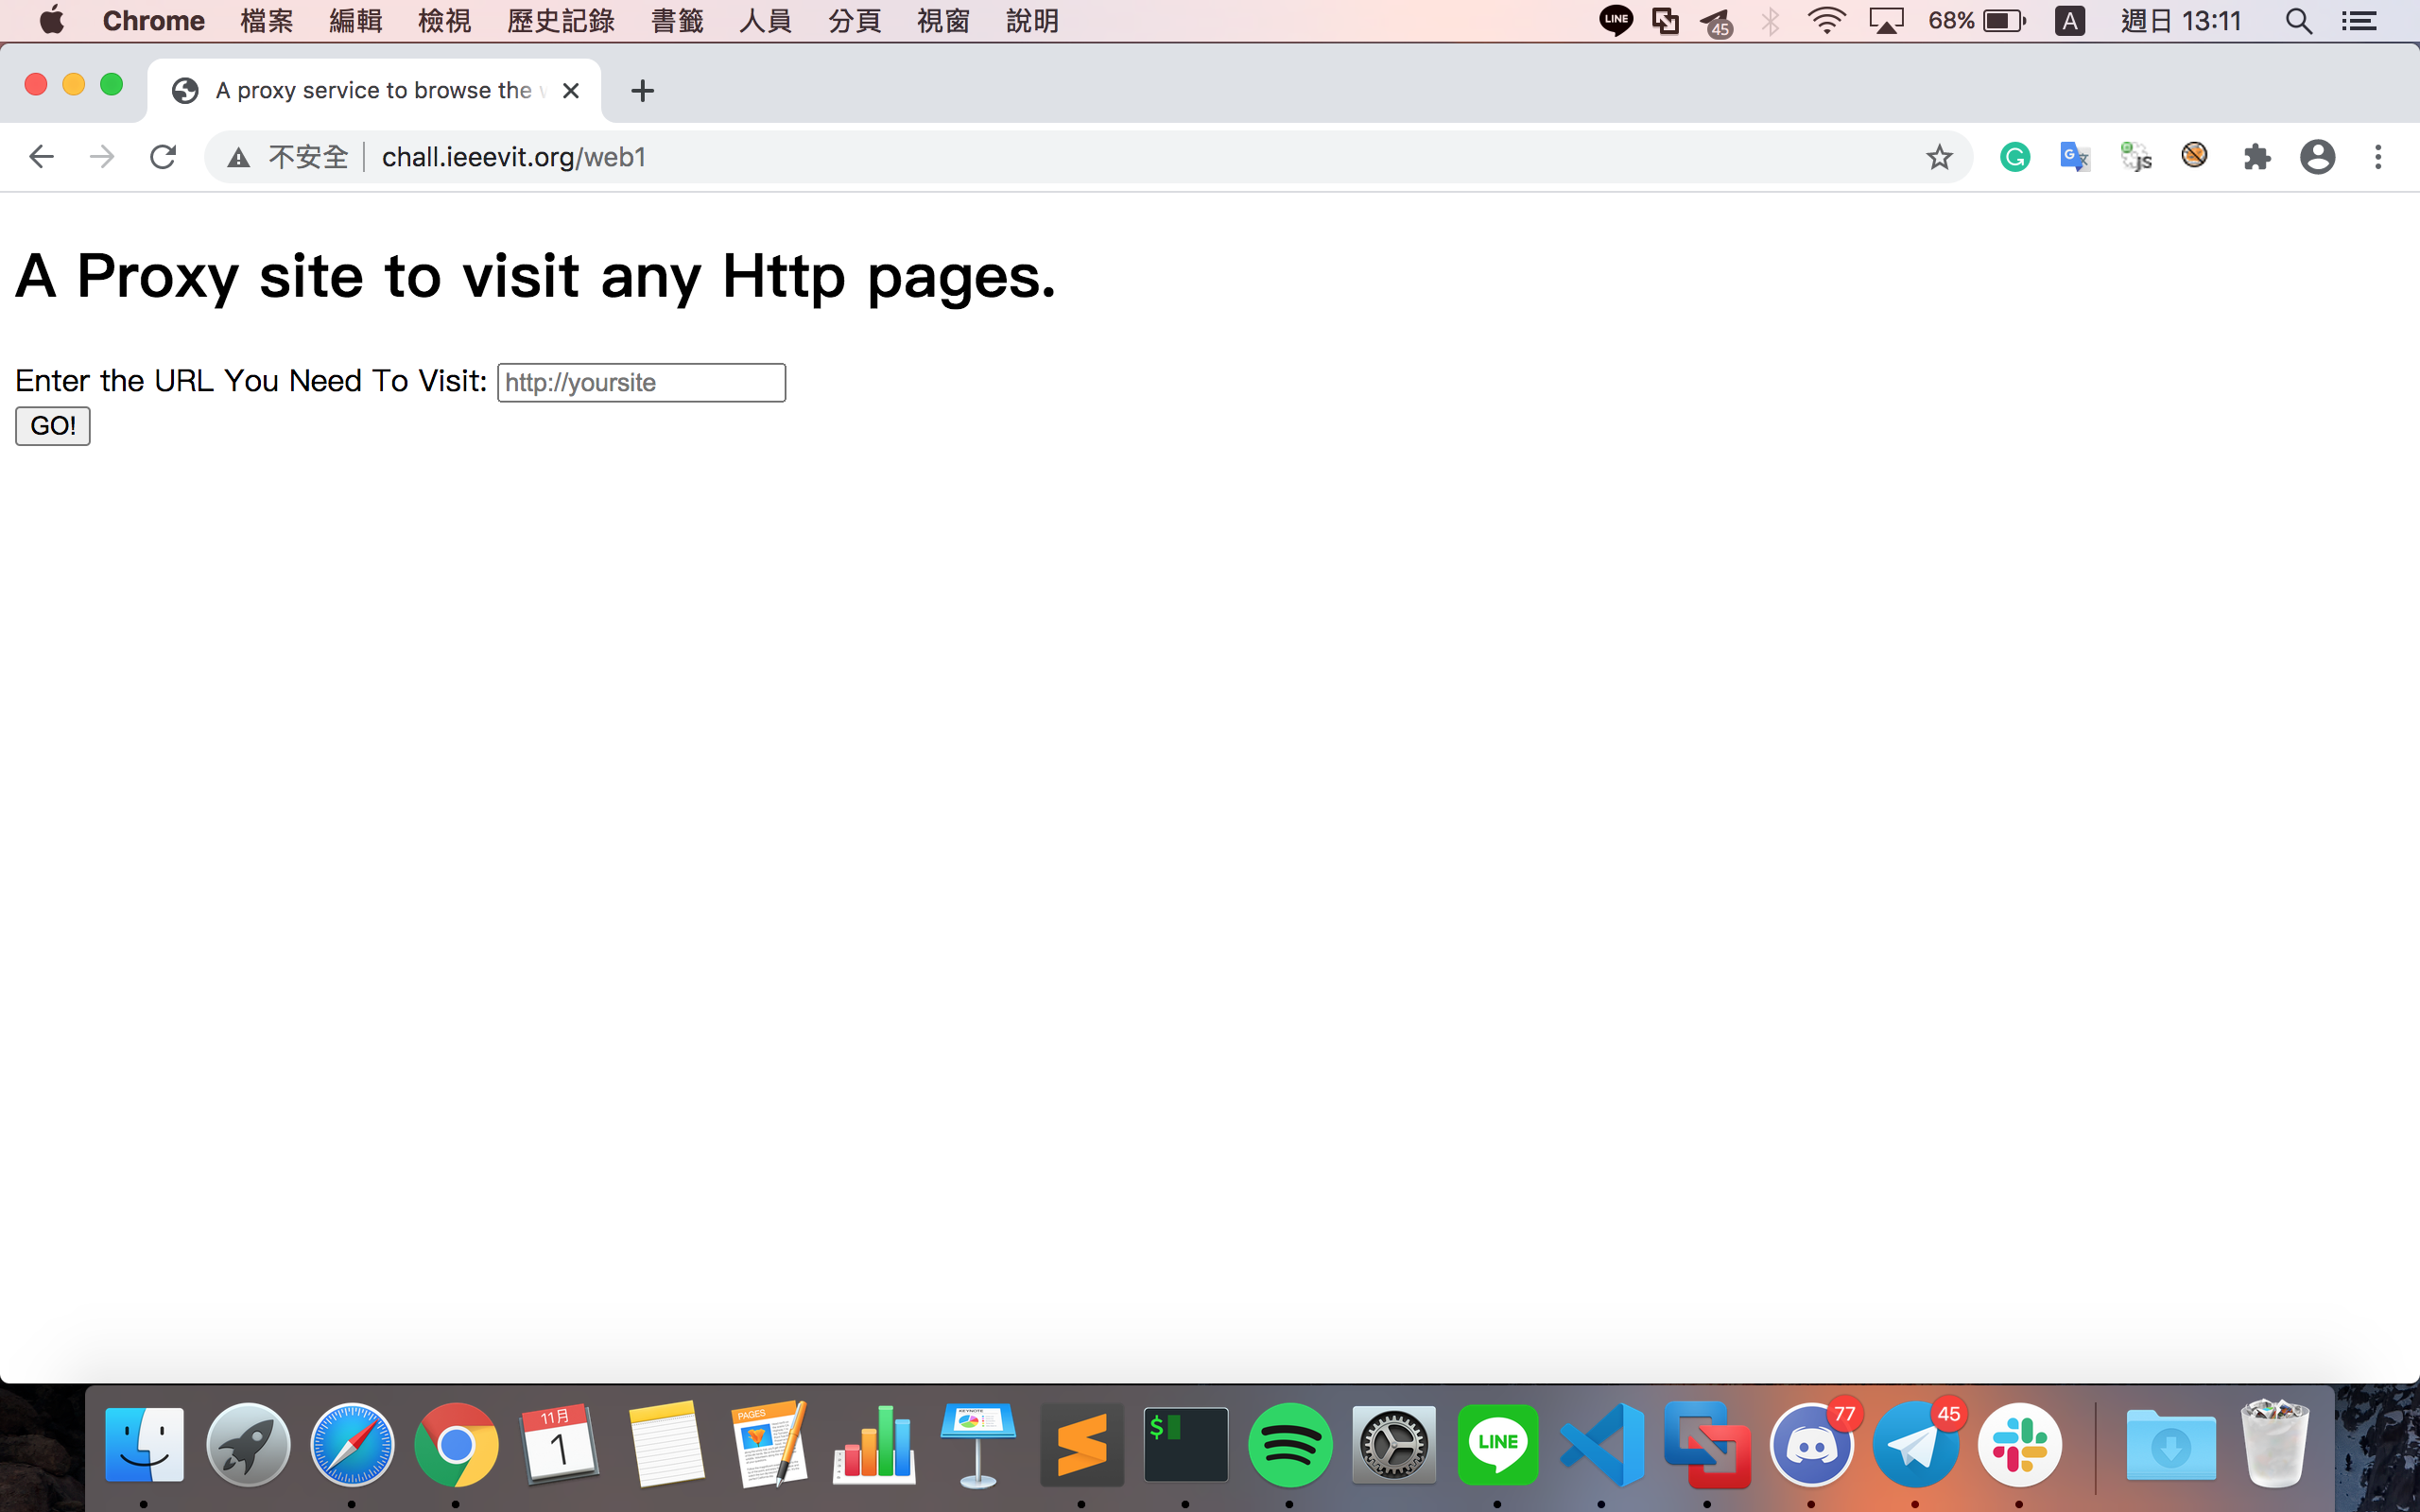 Chrome 檔案 編輯 檢視 歷史記錄 書籤 人員 分頁 視窗 說明 LINE 45 68% A 週日 13:11
A proxy service to browse the w
不安全 chall.ieeevit.org/web1
A Proxy site to visit any Http pages.
Enter the URL You Need To Visit: http://yoursite
GO!
11月
1
PAGES
KEYNOTE
$
LINE
77
45